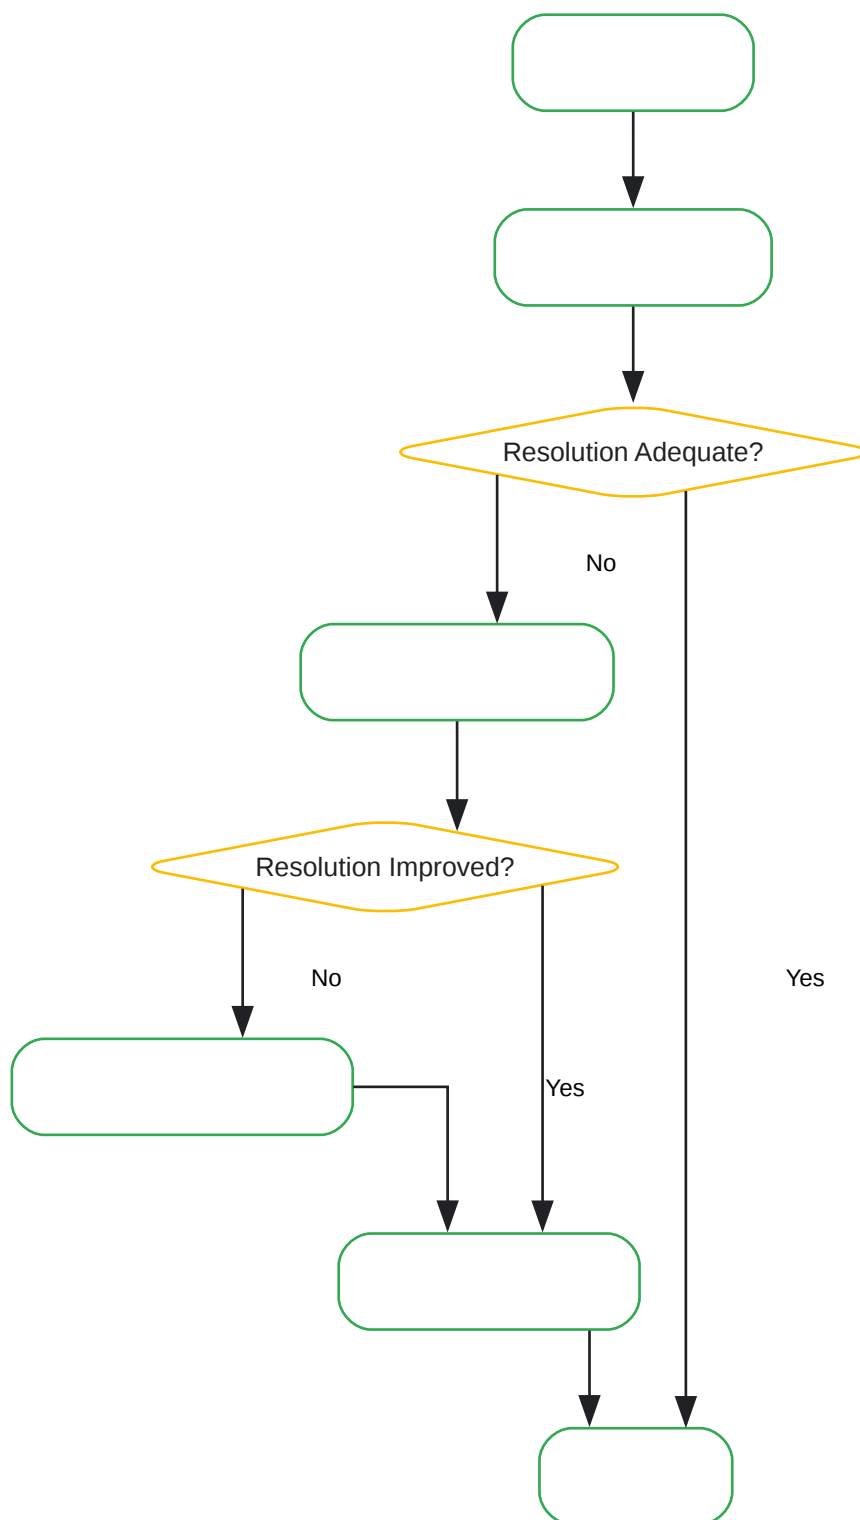 Resolution Adequate?
No
Resolution Improved?
No
Yes
Yes